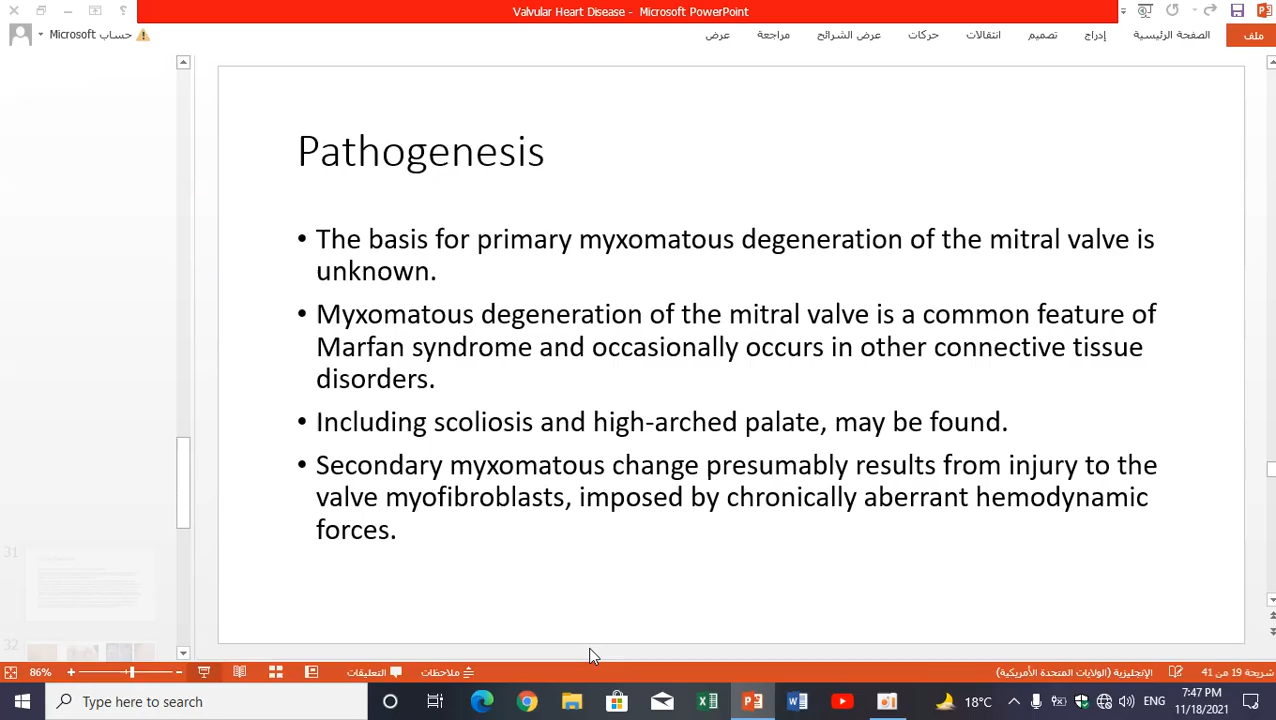 Valvular Heart Disease - Microsoft PowerPoint
ملف
الصفحة الرئيسية
إدراج
تصميم
انتقالات
حركات
عرض الشرائح
مراجعة
عرض
حساب Microsoft
Pathogenesis
• The basis for primary myxomatous degeneration of the mitral valve is
unknown.
• Myxomatous degeneration of the mitral valve is a common feature of
Marfan syndrome and occasionally occurs in other connective tissue
disorders.
• Including scoliosis and high-arched palate, may be found.
• Secondary myxomatous change presumably results from injury to the
valve myofibroblasts, imposed by chronically aberrant hemodynamic
forces.
31
32
شريحة 19 من 41
الإنجليزية (الولايات المتحدة الأمريكية)
ملاحظات
التعليقات
86%
Type here to search
18°C
ENG
7:47 PM
11/18/2021